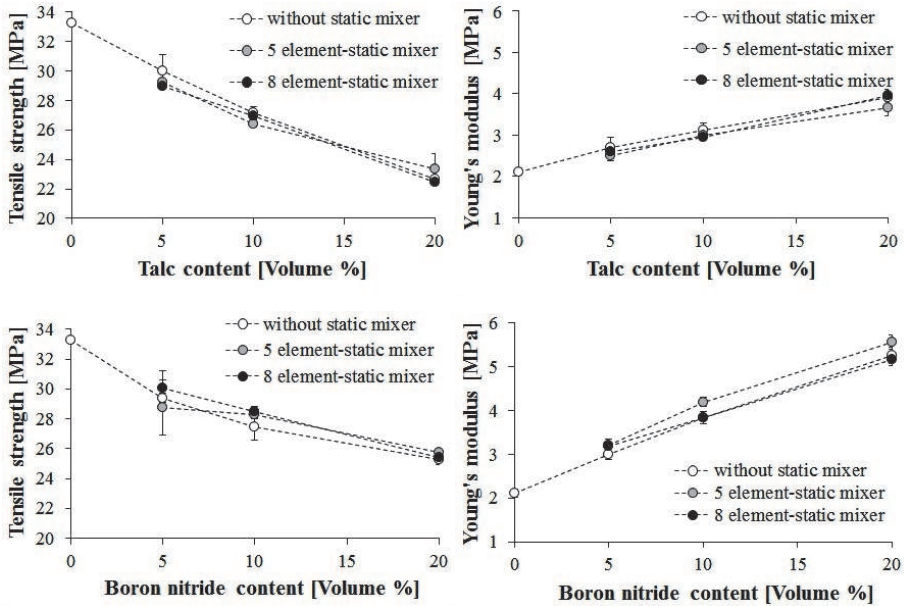 Tensile strength [MPa]
34
32
30
28
26
24
22
20
0
5
10
15
20
Talc content [Volume %]
without static mixer
5 element-static mixer
8 element-static mixer
Young's modulus [MPa]
6
5
4
3
2
1
0
5
10
15
20
Talc content [Volume %]
without static mixer
5 element-static mixer
8 element-static mixer
Tensile strength [MPa]
34
32
30
28
26
24
22
20
0
5
10
15
20
Boron nitride content [Volume %]
without static mixer
5 element-static mixer
8 element-static mixer
Young's modulus [MPa]
6
5
4
3
2
1
0
5
10
15
20
Boron nitride content [Volume %]
without static mixer
5 element-static mixer
8 element-static mixer